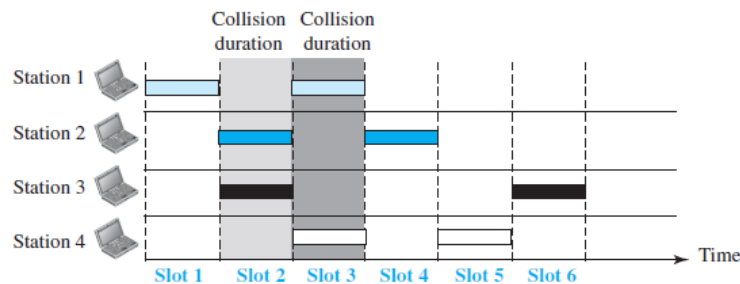 Collision Collision
duration duration
Station 1
Station 2
Station 3
Station 4
Time
Slot 1 Slot 2 Slot 3 Slot 4 Slot 5 Slot 6